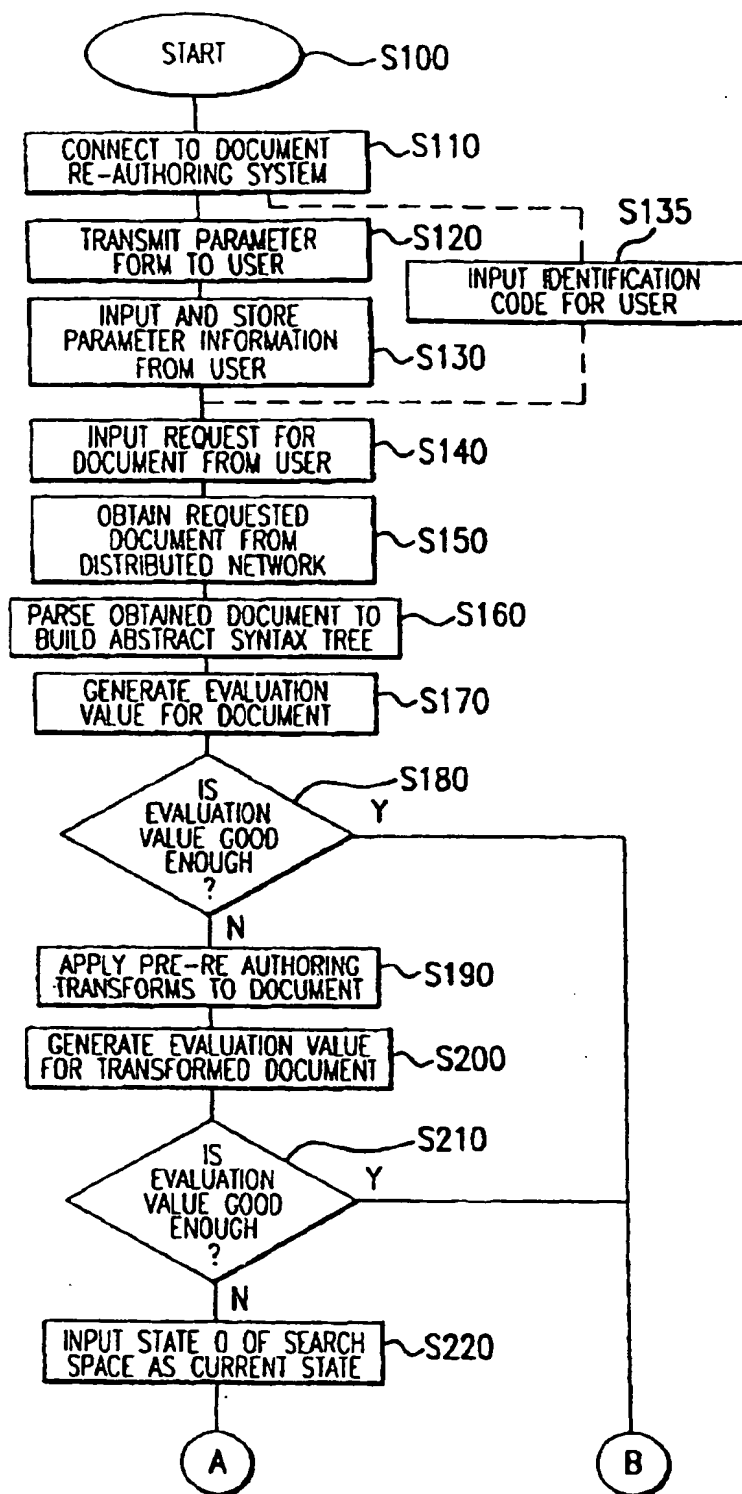 START
S100
CONNECT TO DOCUMENT
RE-AUTHORING SYSTEM
S110
TRANSMIT PARAMETER
FORM TO USER
S120
S135
INPUT IDENTIFICATION
CODE FOR USER
INPUT AND STORE
PARAMETER INFORMATION
FROM USER
S130
INPUT REQUEST FOR
DOCUMENT FROM USER
S140
OBTAIN REQUESTED
DOCUMENT FROM
DISTRIBUTED NETWORK
S150
PARSE OBTAINED DOCUMENT TO
BUILD ABSTRACT SYNTAX TREE
S160
GENERATE EVALUATION
VALUE FOR DOCUMENT
S170
IS
EVALUATION
VALUE GOOD
ENOUGH
?
S180
Y
N
APPLY PRE-RE AUTHORING
TRANSFORMS TO DOCUMENT
S190
GENERATE EVALUATION VALUE
FOR TRANSFORMED DOCUMENT
S200
IS
EVALUATION
VALUE GOOD
ENOUGH
?
S210
Y
N
INPUT STATE 0 OF SEARCH
SPACE AS CURRENT STATE
S220
A
B